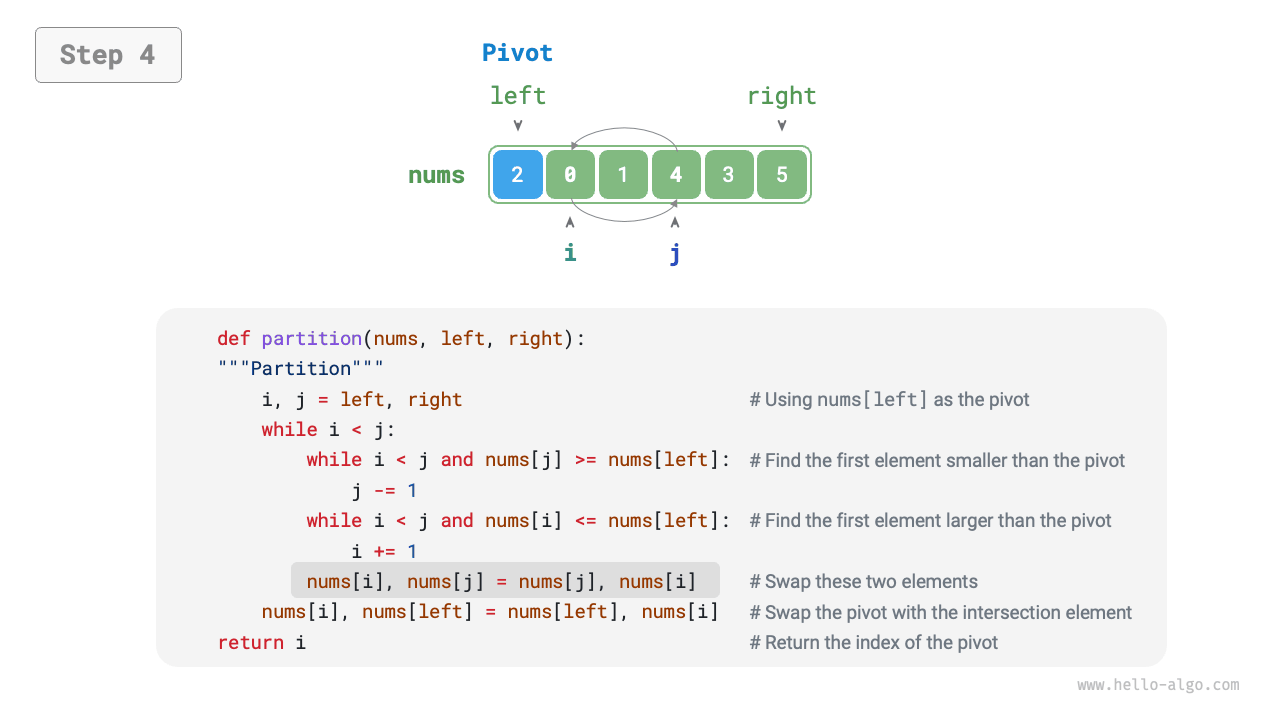 Step 4
Pivot
left right
nums 2 0 1 4 3 5
i j
def partition(nums, left, right):
"""Partition"""
i, j = left, right # Using nums[left] as the pivot
while i < j:
while i < j and nums[j] >= nums[left]: # Find the first element smaller than the pivot
j -= 1
while i < j and nums[i] <= nums[left]: # Find the first element larger than the pivot
i += 1
nums[i], nums[j] = nums[j], nums[i] # Swap these two elements
nums[i], nums[left] = nums[left], nums[i] # Swap the pivot with the intersection element
return i # Return the index of the pivot
www.hello-algo.com